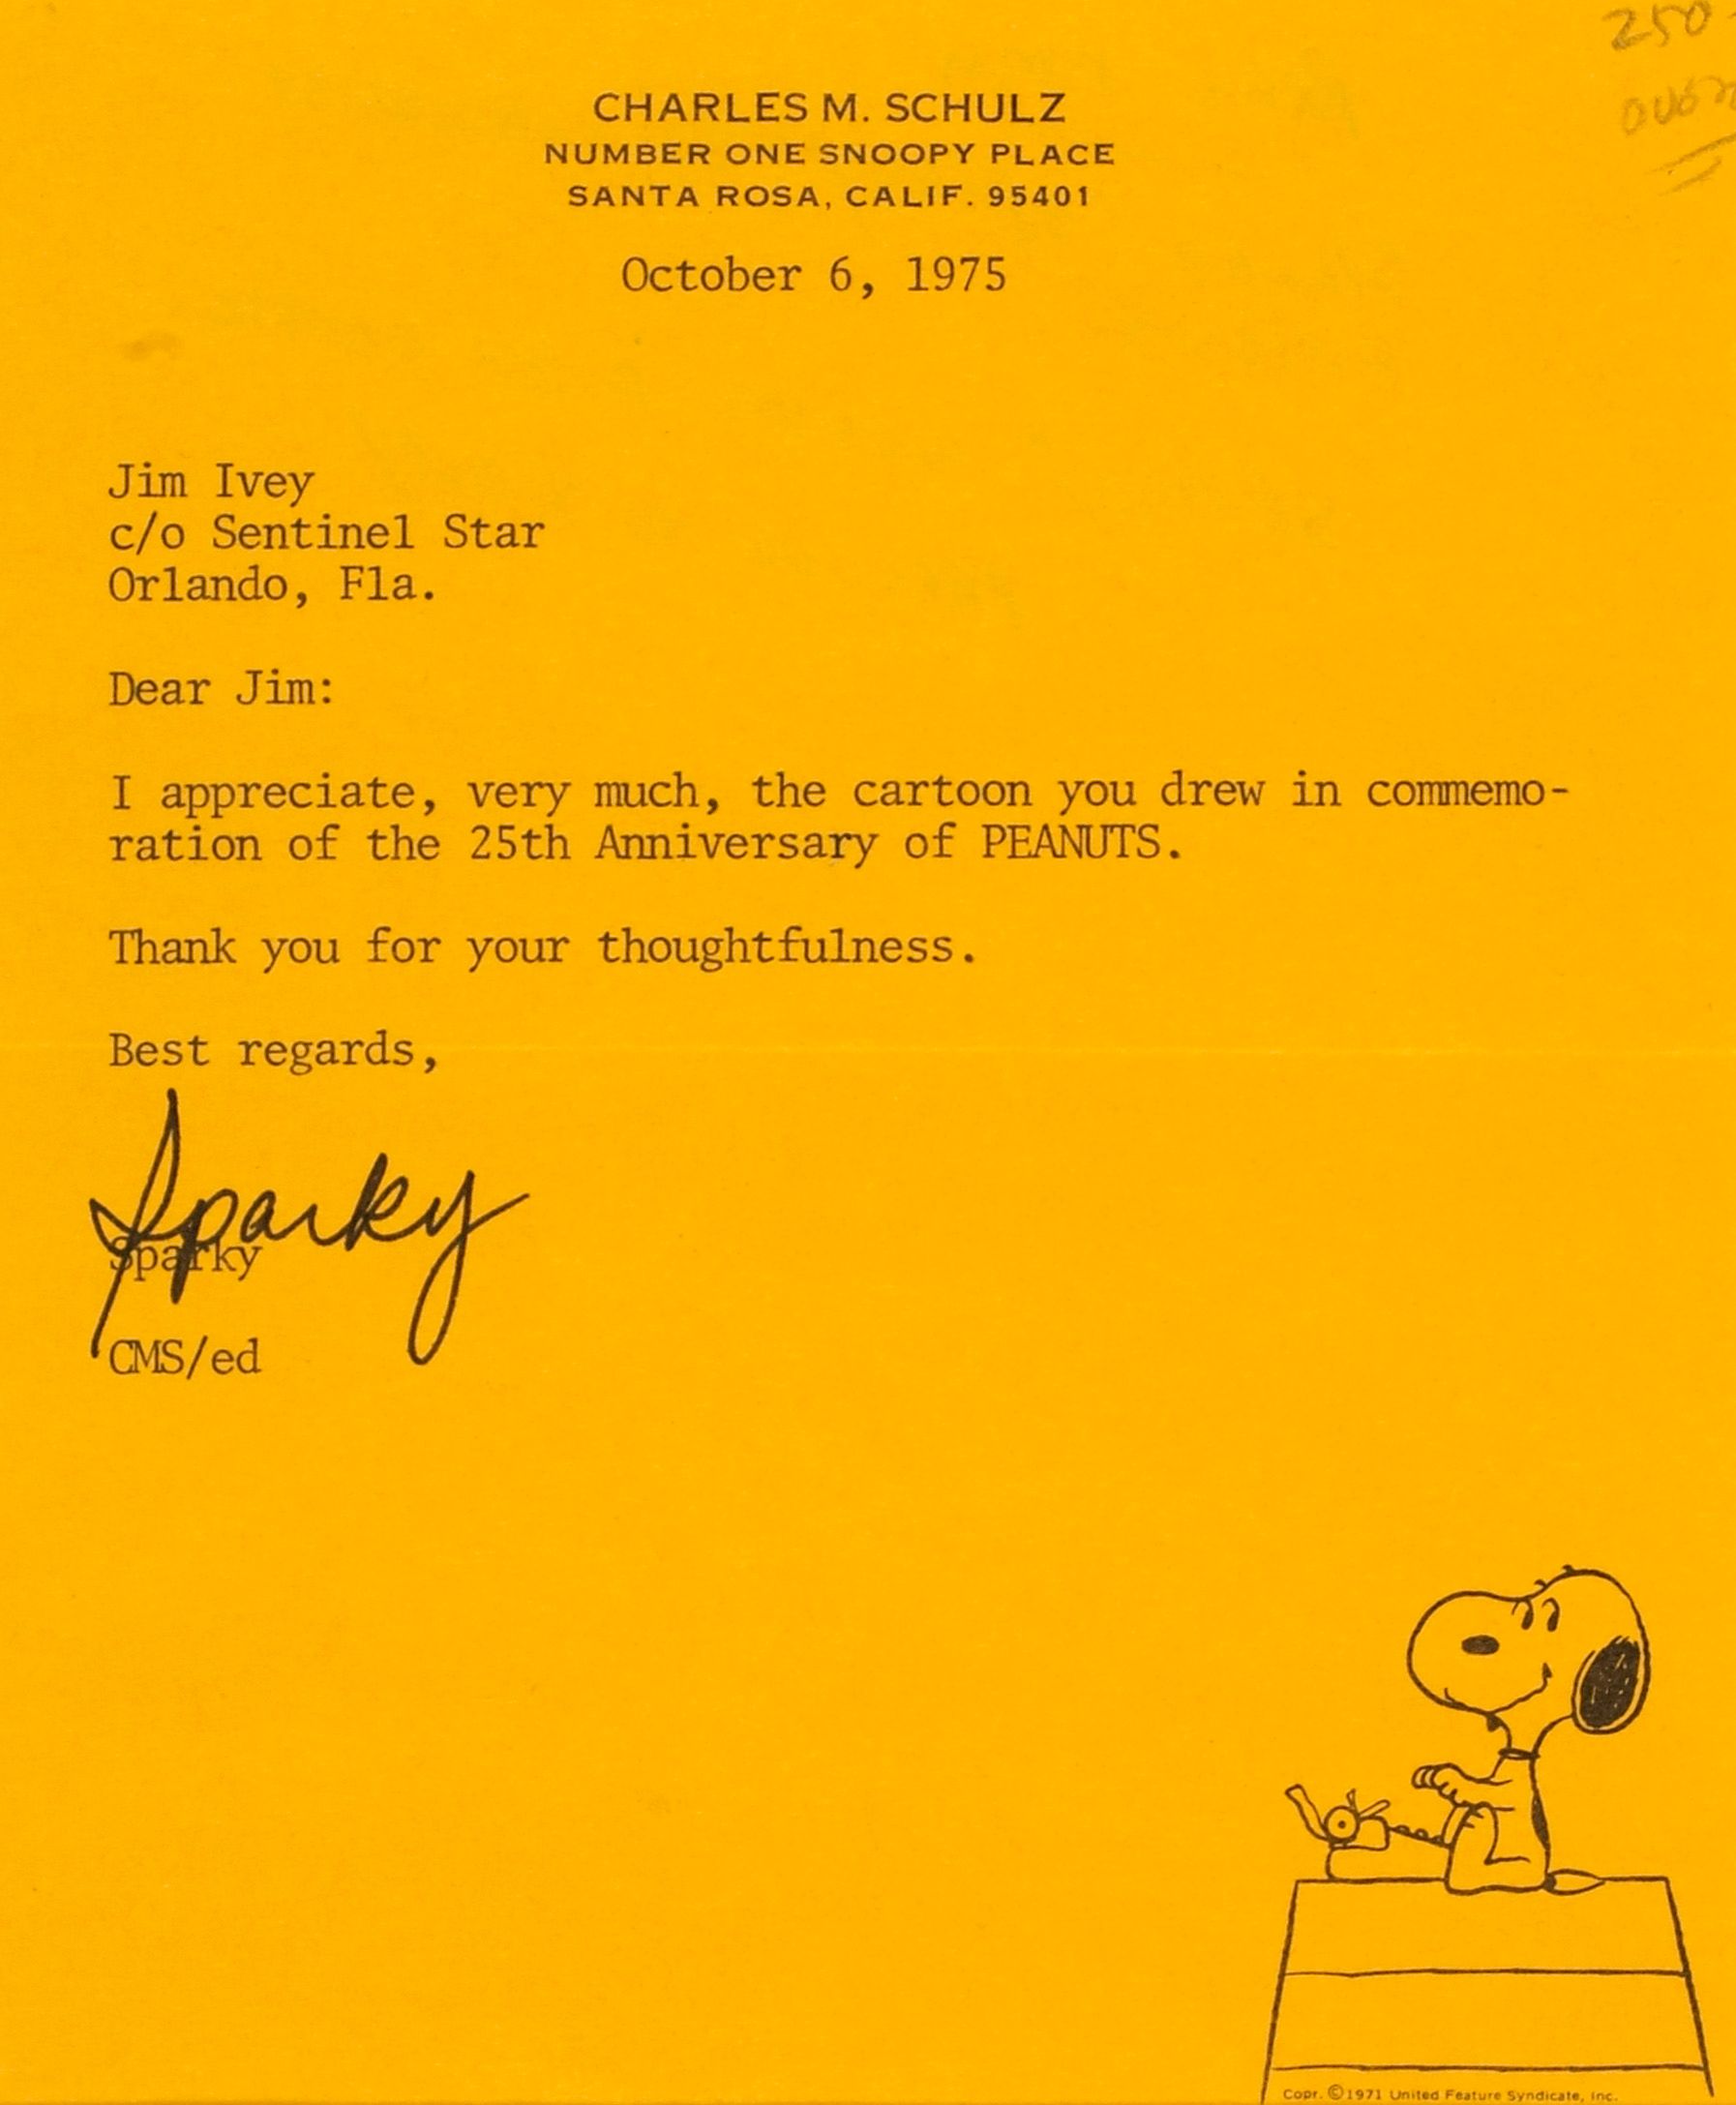 250
CHARLES M. SCHULZ
NUMBER ONE SNOOPY PLACE
SANTA ROSA, CALIF. 95401
October 6, 1975
Jim Ivey
c/o Sentinel Star
Orlando, Fla.
Dear Jim:
I appreciate, very much, the cartoon you drew in commemo-
ration of the 25th Anniversary of PEANUTS.
Thank you for your thoughtfulness.
Best regards,
Sparky
Sparky
CMS/ed
Copr. ©1971 United Feature Syndicate, Inc.